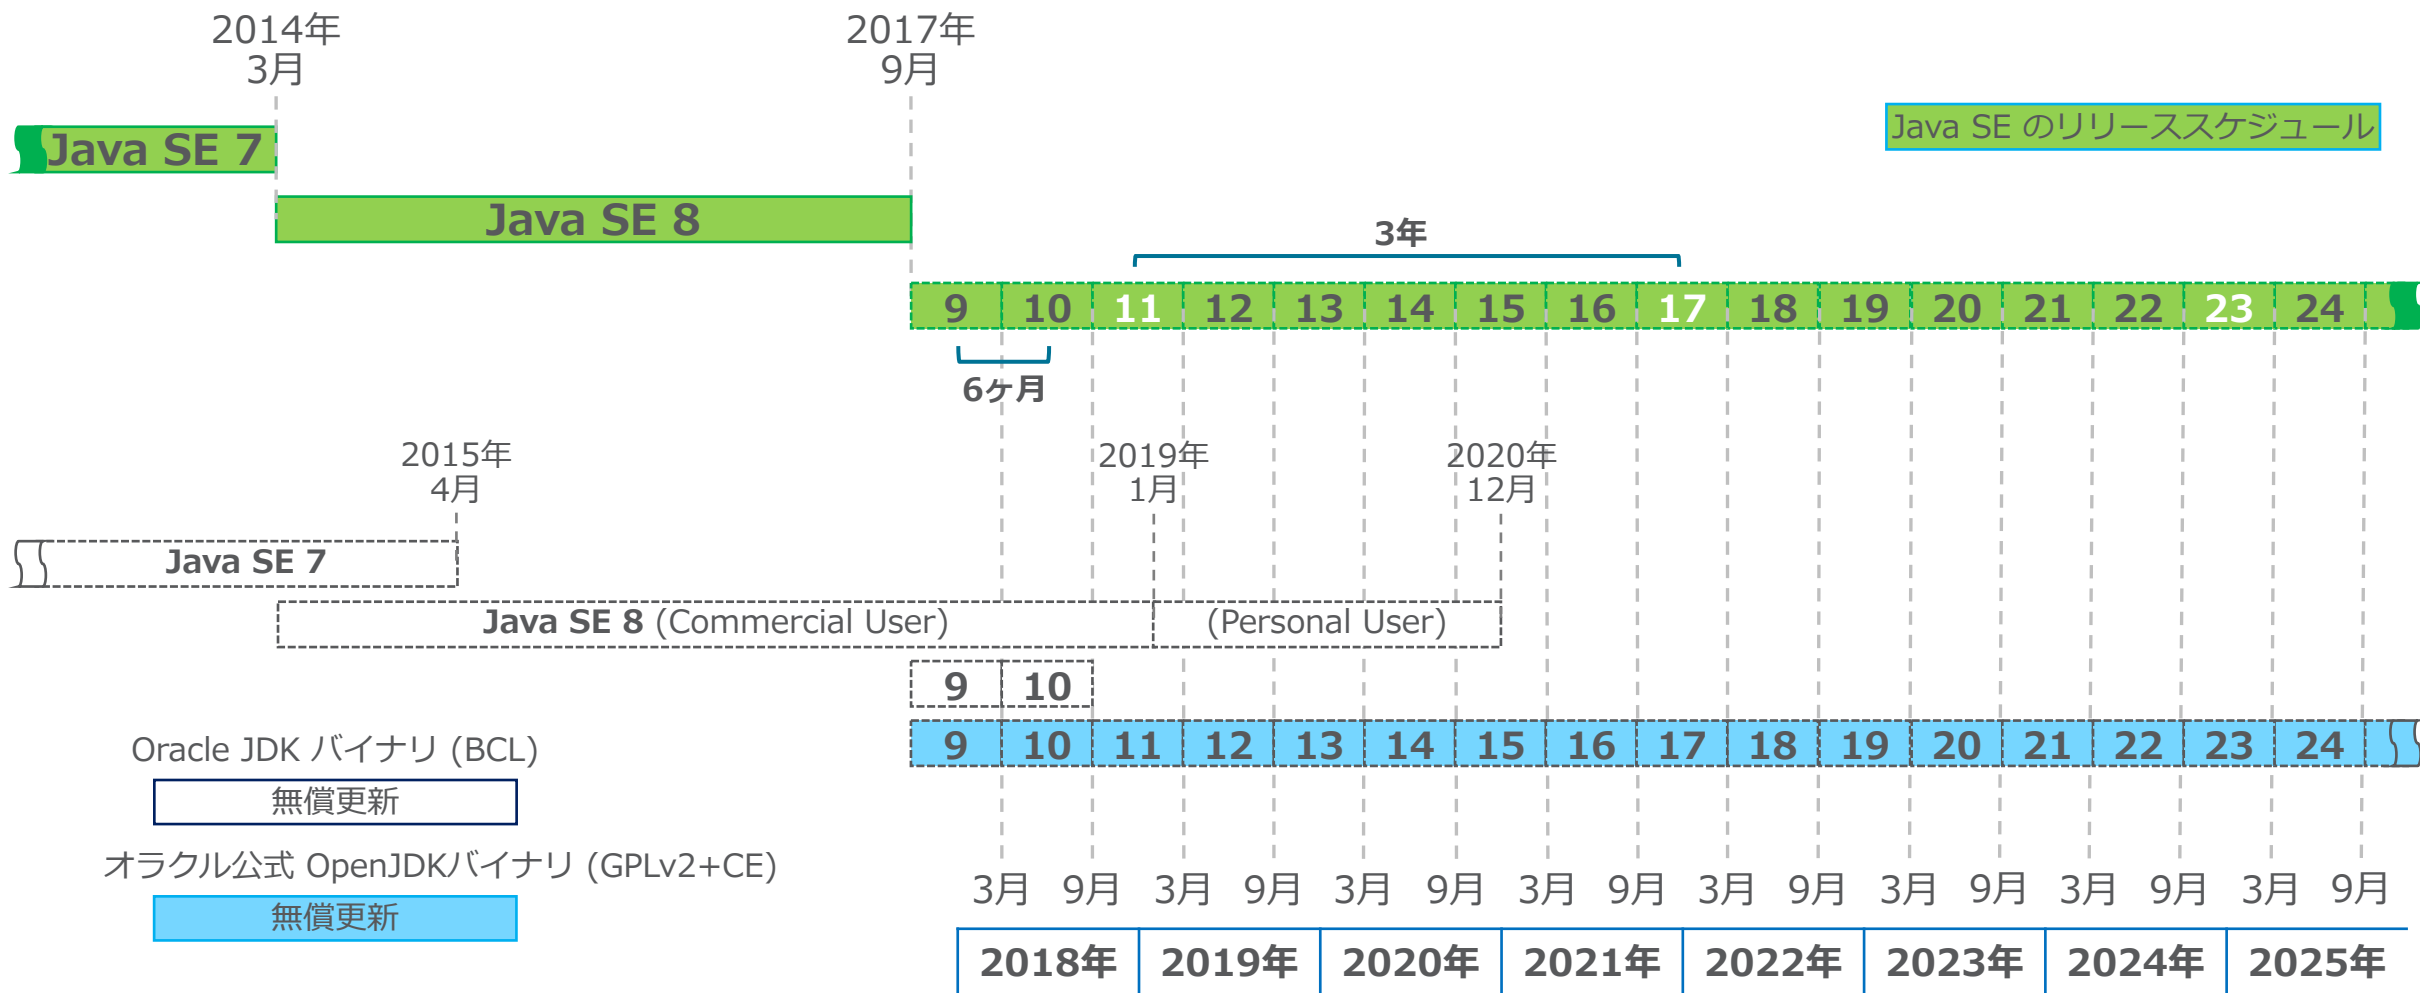 2014年
3月
2017年
9月
Java SE のリリーススケジュール
Java SE 7
Java SE 8
3年
9 10 11 12 13 14 15 16 17 18 19 20 21 22 23 24
6ヶ月
2015年
4月
2019年
1月
2020年
12月
Java SE 7
Java SE 8 (Commercial User) (Personal User)
9 10
9 10 11 12 13 14 15 16 17 18 19 20 21 22 23 24
Oracle JDK バイナリ (BCL)
無償更新
オラクル公式 OpenJDKバイナリ (GPLv2+CE)
無償更新
3月 9月 3月 9月 3月 9月 3月 9月 3月 9月 3月 9月 3月 9月 3月 9月
2018年 2019年 2020年 2021年 2022年 2023年 2024年 2025年